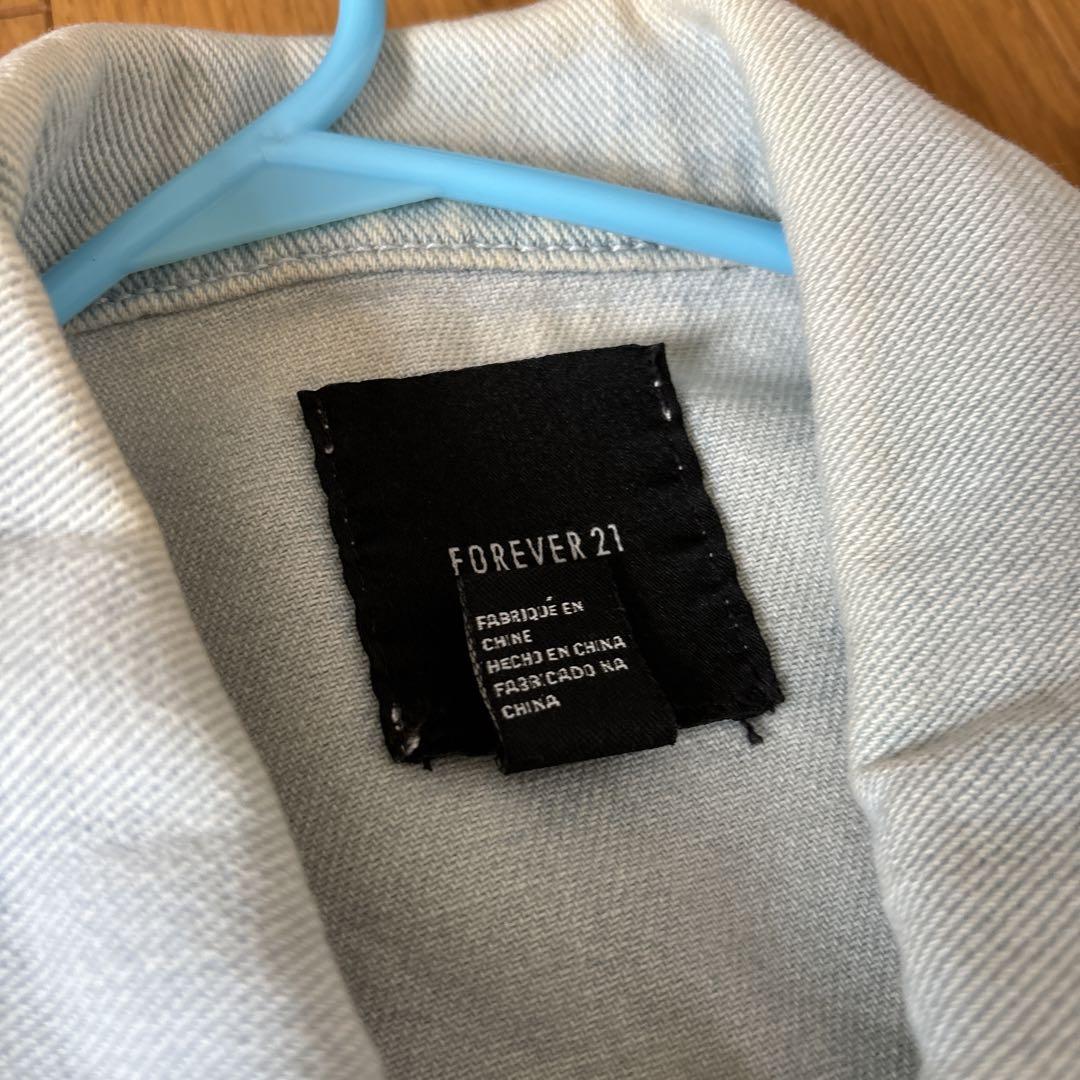 FOREVER 21
FABRIQUÉ EN
CHINE
HECHO EN CHINA
FABRICADO NA
CHINA